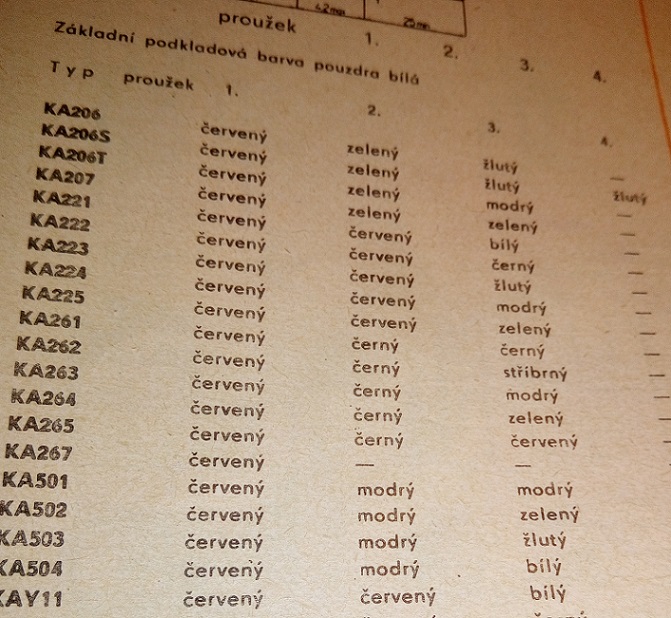 4.2max 25min.
proužek 1. 2. 3. 4.
Základní podkladová barva pouzdra bílá
Typ proužek 1. 2. 3. 4.
KA206 červený zelený žlutý —
KA206S červený zelený žlutý žlutý
KA206T červený zelený modrý —
KA207 červený zelený zelený —
KA221 červený červený bílý —
KA222 červený červený černý —
KA223 červený červený žlutý —
KA224 červený červený modrý —
KA225 červený červený zelený —
KA261 červený černý černý —
KA262 červený černý stříbrný —
KA263 červený černý modrý —
KA264 červený černý zelený —
KA265 červený černý červený —
KA267 červený — —
KA501 červený modrý modrý
KA502 červený modrý zelený
KA503 červený modrý žlutý
KA504 červený modrý bílý
KAY11 červený červený bílý